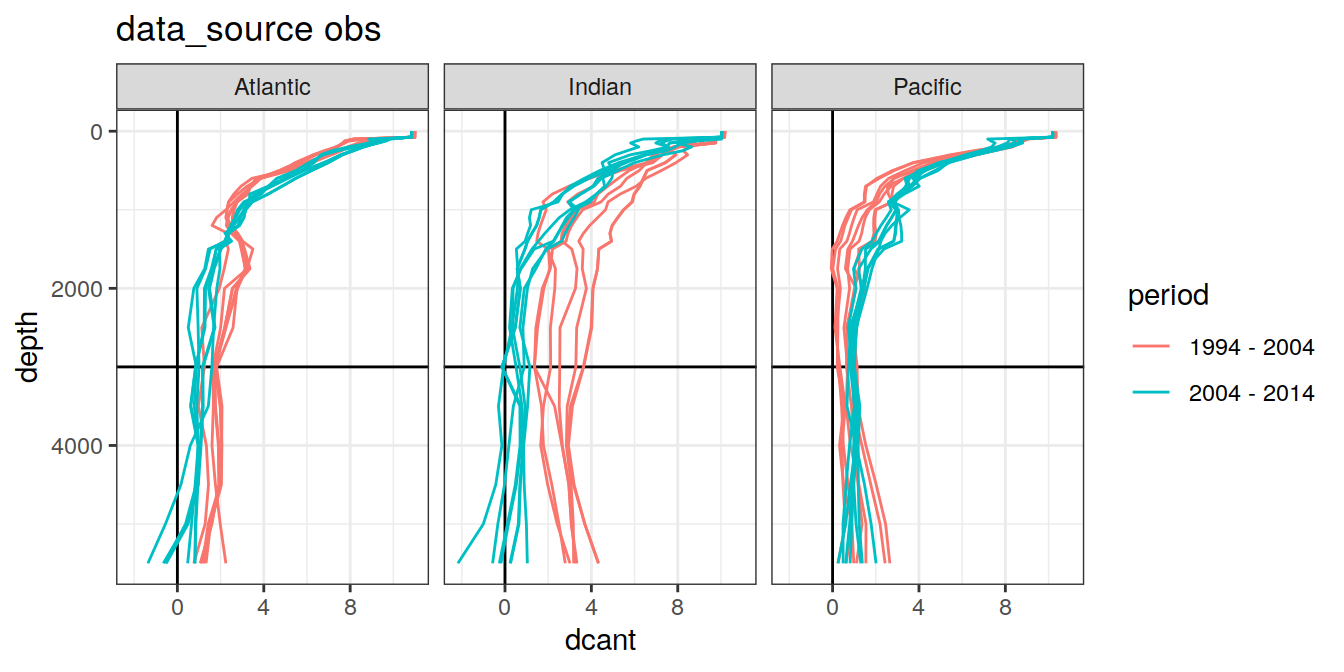 data_source obs
Atlantic Indian Pacific
0
2000
4000
depth
0 4 8 0 4 8 0 4 8
dcant
period
1994 - 2004
2004 - 2014